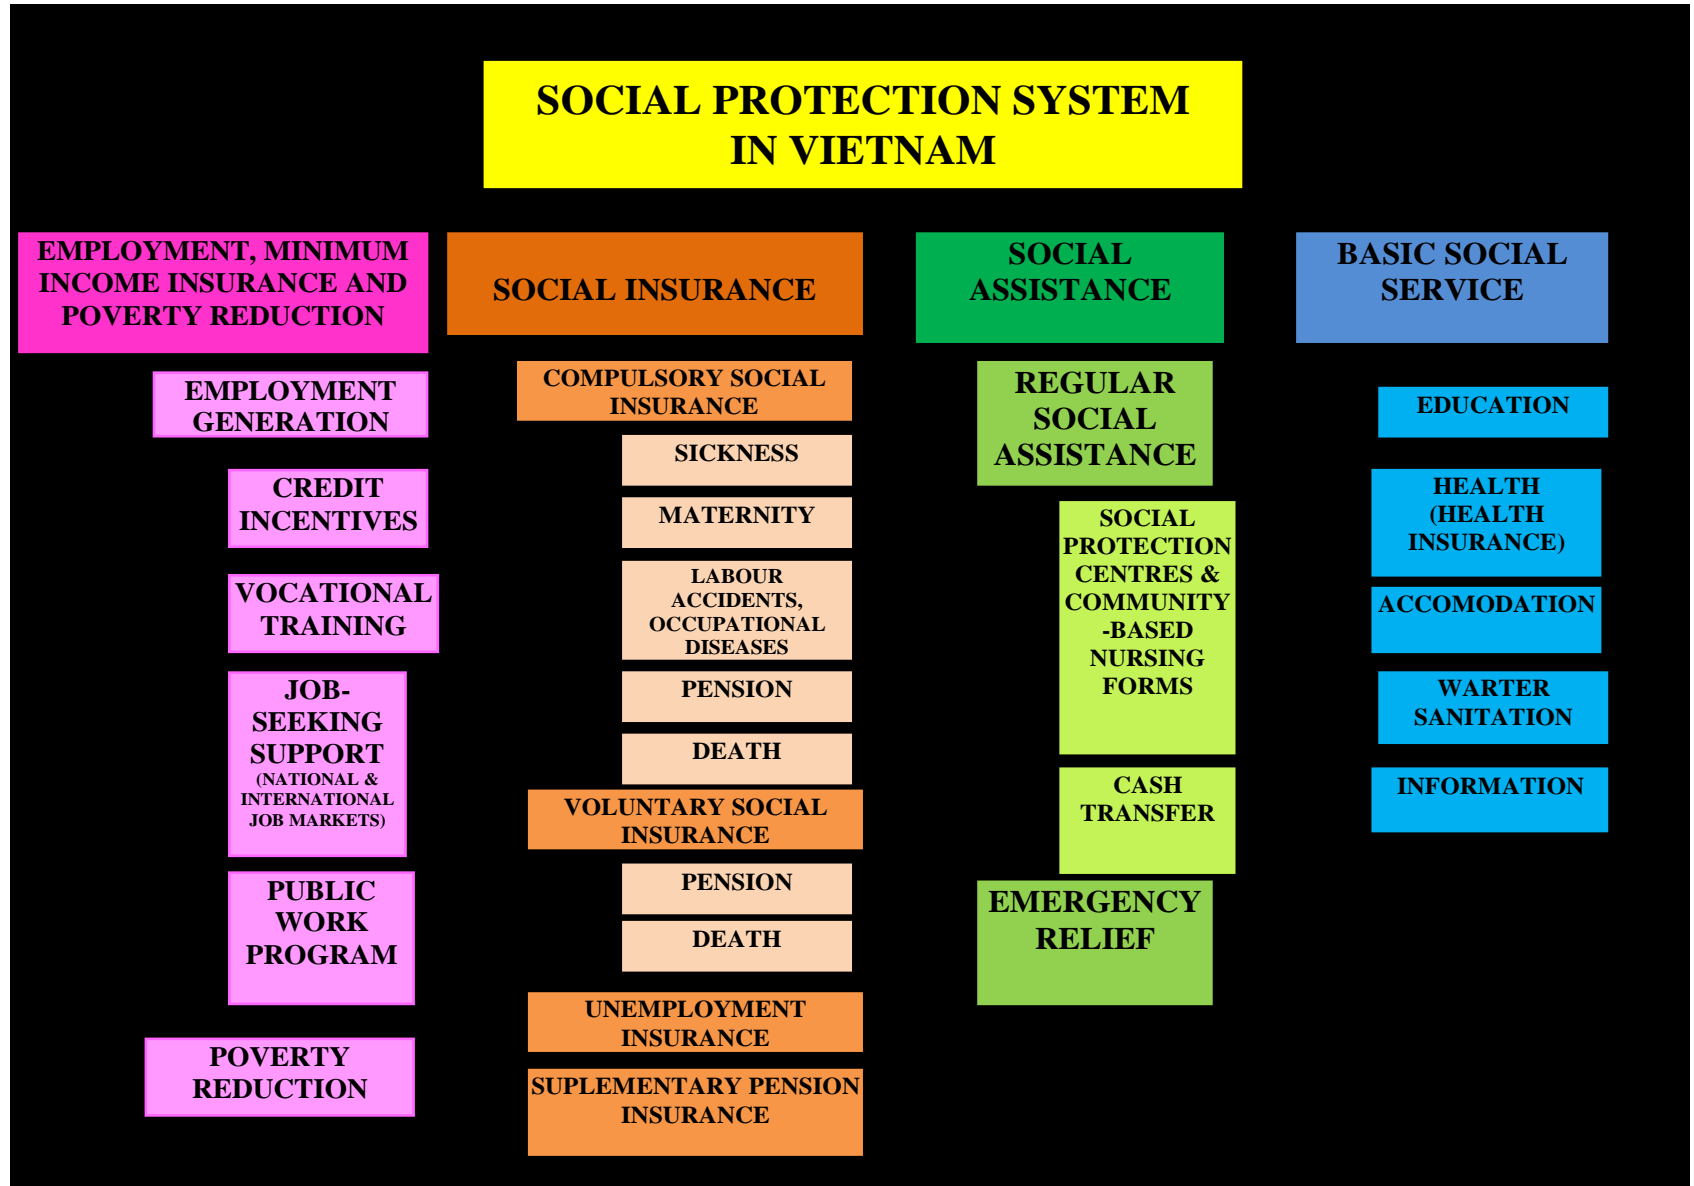 SOCIAL PROTECTION SYSTEM
IN VIETNAM
EMPLOYMENT, MINIMUM
INCOME INSURANCE AND
POVERTY REDUCTION
EMPLOYMENT
GENERATION
CREDIT
INCENTIVES
VOCATIONAL
TRAINING
JOB-
SEEKING
SUPPORT
(NATIONAL &
INTERNATIONAL
JOB MARKETS)
PUBLIC
WORK
PROGRAM
POVERTY
REDUCTION
SOCIAL INSURANCE
COMPULSORY SOCIAL
INSURANCE
SICKNESS
MATERNITY
LABOUR
ACCIDENTS,
OCCUPATIONAL
DISEASES
PENSION
DEATH
VOLUNTARY SOCIAL
INSURANCE
PENSION
DEATH
UNEMPLOYMENT
INSURANCE
SUPLEMENTARY PENSION
INSURANCE
SOCIAL
ASSISTANCE
REGULAR
SOCIAL
ASSISTANCE
SOCIAL
PROTECTION
CENTRES &
COMMUNITY
-BASED
NURSING
FORMS
CASH
TRANSFER
EMERGENCY
RELIEF
BASIC SOCIAL
SERVICE
EDUCATION
HEALTH
(HEALTH
INSURANCE)
ACCOMODATION
WARTER
SANITATION
INFORMATION